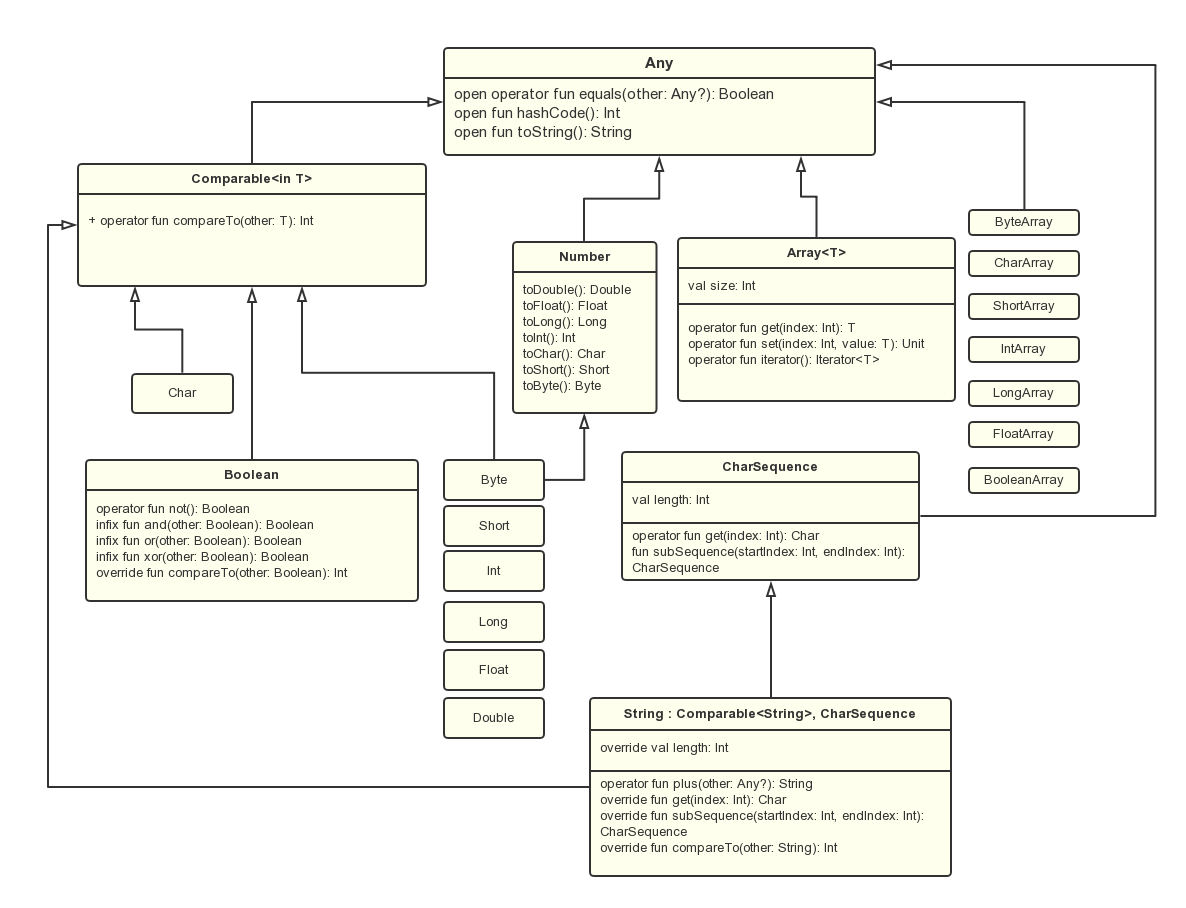 Any
open operator fun equals(other: Any?): Boolean
open fun hashCode(): Int
open fun toString(): String
Comparable<in T>
+ operator fun compareTo(other: T): Int
Number
toDouble(): Double
toFloat(): Float
toLong(): Long
toInt(): Int
toChar(): Char
toShort(): Short
toByte(): Byte
Array<T>
val size: Int
operator fun get(index: Int): T
operator fun set(index: Int, value: T): Unit
operator fun iterator(): Iterator<T>
ByteArray
CharArray
ShortArray
IntArray
LongArray
FloatArray
BooleanArray
Char
Boolean
operator fun not(): Boolean
infix fun and(other: Boolean): Boolean
infix fun or(other: Boolean): Boolean
infix fun xor(other: Boolean): Boolean
override fun compareTo(other: Boolean): Int
Byte
Short
Int
Long
Float
Double
CharSequence
val length: Int
operator fun get(index: Int): Char
fun subSequence(startIndex: Int, endIndex: Int):
CharSequence
String : Comparable<String>, CharSequence
override val length: Int
operator fun plus(other: Any?): String
override fun get(index: Int): Char
override fun subSequence(startIndex: Int, endIndex: Int):
CharSequence
override fun compareTo(other: String): Int